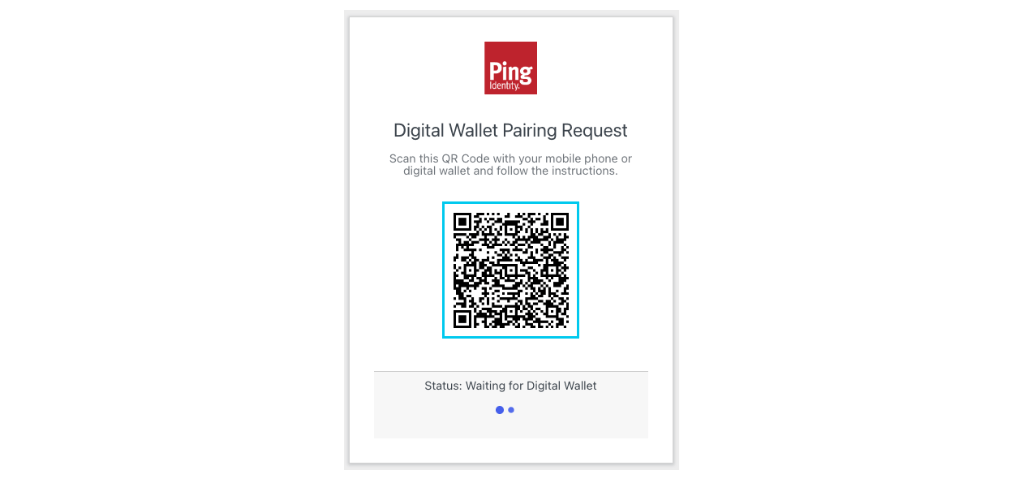 Ping
Identity.
Digital Wallet Pairing Request
Scan this QR Code with your mobile phone or
digital wallet and follow the instructions.
Status: Waiting for Digital Wallet